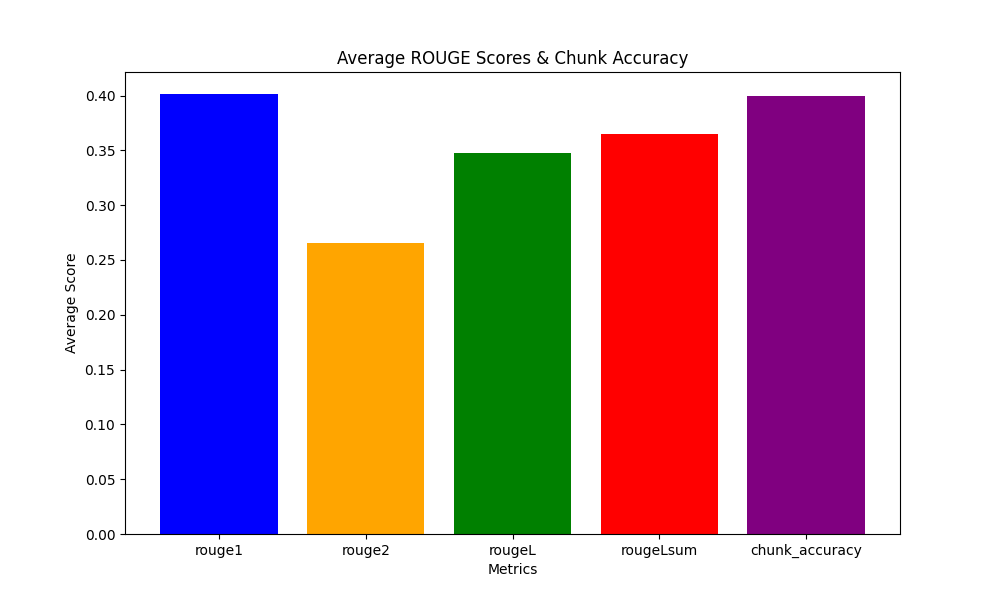 Average ROUGE Scores & Chunk Accuracy
Average Score
0.40
0.35
0.30
0.25
0.20
0.15
0.10
0.05
0.00
rouge1 rouge2 rougeL rougeLsum chunk_accuracy
Metrics